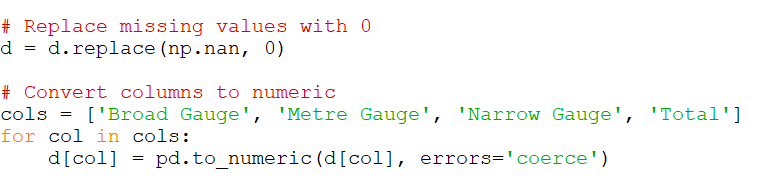 # Replace missing values with 0
d = d.replace(np.nan, 0)
# Convert columns to numeric
cols = ['Broad Gauge', 'Metre Gauge', 'Narrow Gauge', 'Total']
for col in cols:
    d[col] = pd.to_numeric(d[col], errors='coerce')